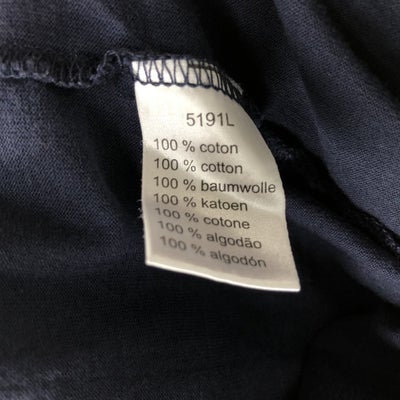 5191L
100 % coton
100 % cotton
100 % baumwolle
100 % katoen
100 % cotone
100 % algodão
100 % algodón